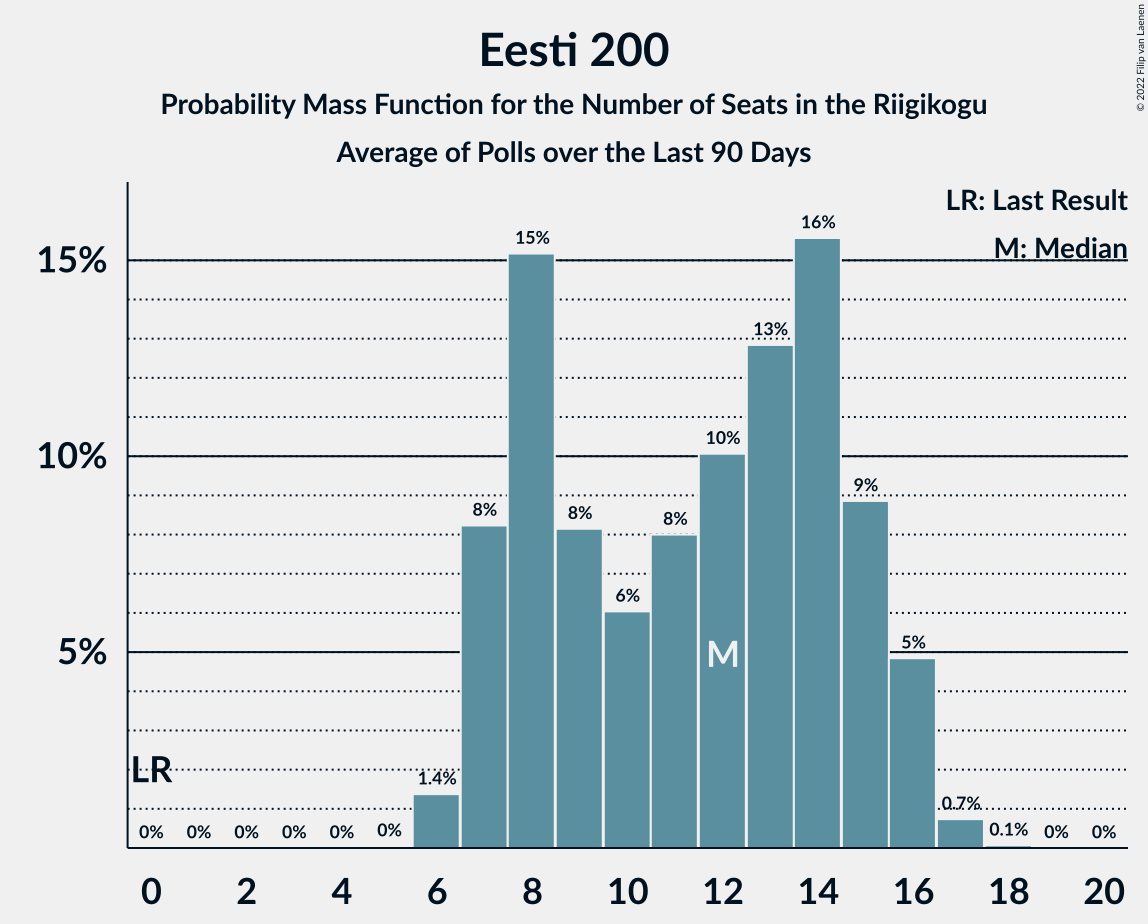 Eesti 200
Probability Mass Function for the Number of Seats in the Riigikogu
Average of Polls over the Last 90 Days
© 2022 Filip van Laenen
LR: Last Result
M: Median
15%
10%
5%
LR
0%
0%
0%
0%
0%
0%
1.4%
8%
15%
8%
6%
8%
10%
M
13%
16%
9%
5%
0.7%
0.1%
0%
0%
0 2 4 6 8 10 12 14 16 18 20